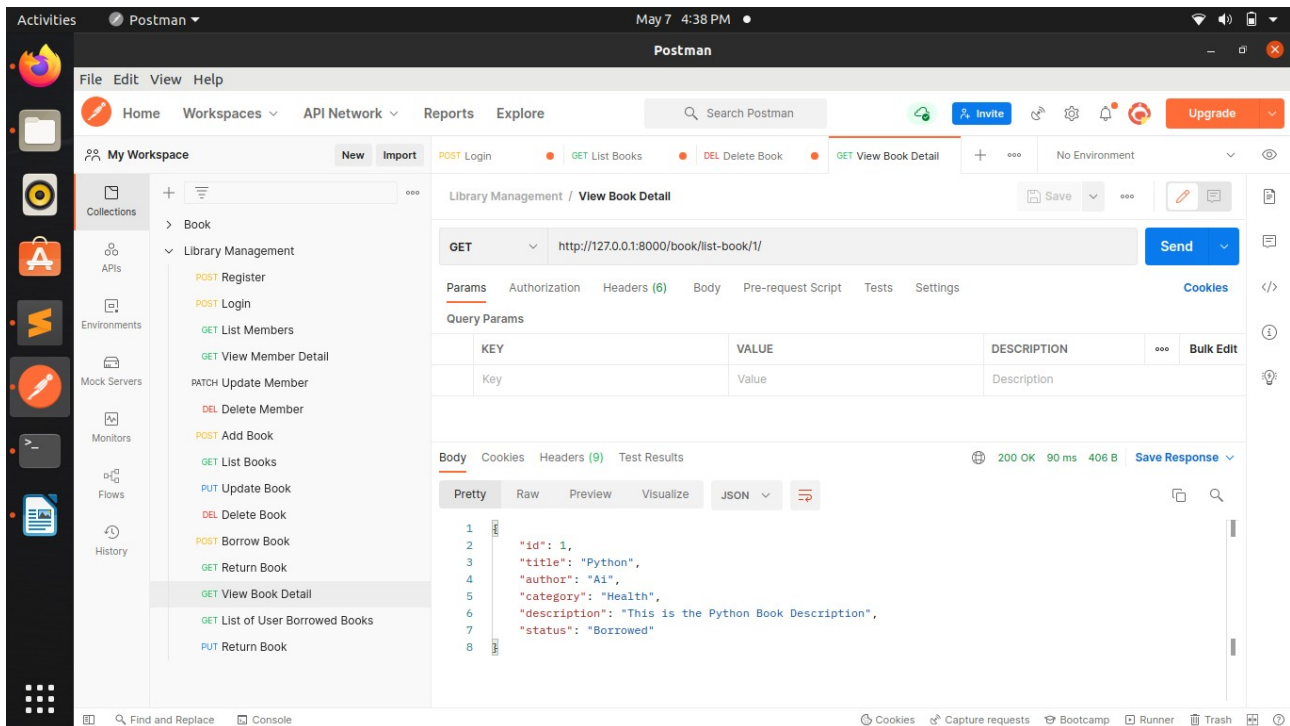 Activities Postman May 7 4:38 PM
Postman
File Edit View Help
Home Workspaces API Network Reports Explore Search Postman Invite Upgrade
My Workspace New Import POST Login GET List Books DEL Delete Book GET View Book Detail + No Environment
Collections
APIs
Environments
Mock Servers
Monitors
Flows
History
Book
Library Management
POST Register
POST Login
GET List Members
GET View Member Detail
PATCH Update Member
DEL Delete Member
POST Add Book
GET List Books
PUT Update Book
DEL Delete Book
POST Borrow Book
GET Return Book
GET View Book Detail
GET List of User Borrowed Books
PUT Return Book
Library Management / View Book Detail Save
GET http://127.0.0.1:8000/book/list-book/1/ Send
Params Authorization Headers (6) Body Pre-request Script Tests Settings Cookies
Query Params
KEY VALUE DESCRIPTION Bulk Edit
Key Value Description
Body Cookies Headers (9) Test Results 200 OK 90 ms 406 B Save Response
Pretty Raw Preview Visualize JSON
1 {
2 "id": 1,
3 "title": "Python",
4 "author": "Ai",
5 "category": "Health",
6 "description": "This is the Python Book Description",
7 "status": "Borrowed"
8 }
Find and Replace Console Cookies Capture requests Bootcamp Runner Trash